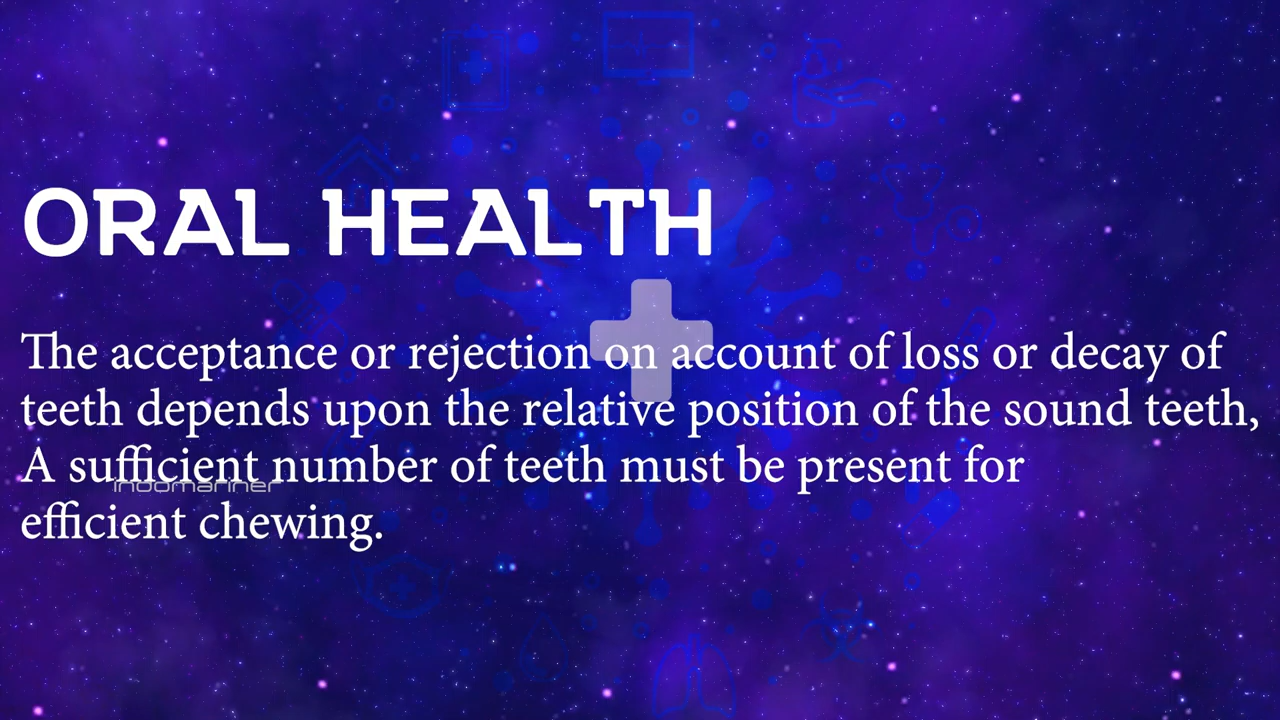 ORAL HEALTH
The acceptance or rejection on account of loss or decay of
teeth depends upon the relative position of the sound teeth,
A sufficient number of teeth must be present for
indomariner
efficient chewing.